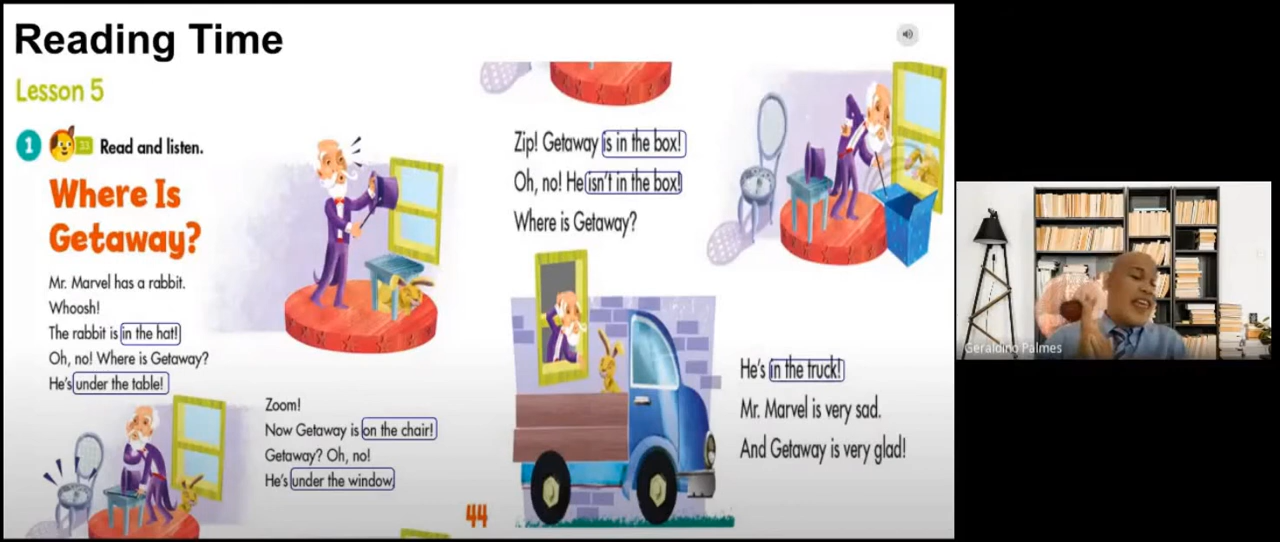 Reading Time
Lesson 5
1 33 Read and listen.
Where Is
Getaway?
Mr. Marvel has a rabbit.
Whoosh!
The rabbit is in the hat!
Oh, no! Where is Getaway?
He's under the table!
Zoom!
Now Getaway is on the chair!
Getaway? Oh, no!
He's under the window.
44
Zip! Getaway is in the box!
Oh, no! He isn't in the box!
Where is Getaway?
He's in the truck!
Mr. Marvel is very sad.
And Getaway is very glad!
Geraldino Palmes